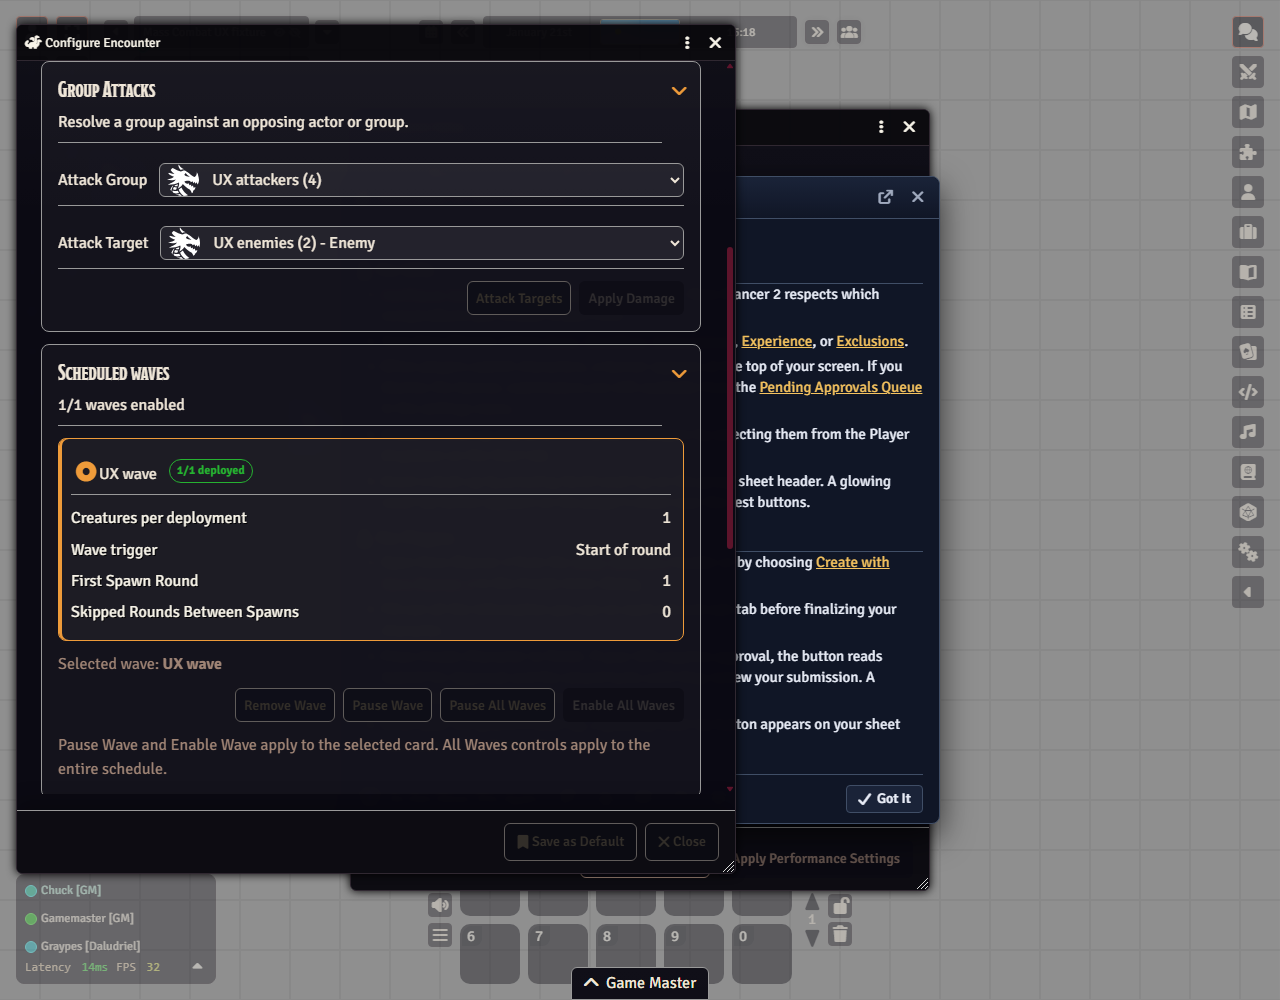 Configure Encounter
:18
Group Attacks
Resolve a group against an opposing actor or group.
Attack Group
UX attackers (4)
Attack Target
UX enemies (2) - Enemy
Attack Targets
Apply Damage
Scheduled waves
1/1 waves enabled
UX wave
1/1 deployed
Creatures per deployment
1
Wave trigger
Start of round
First Spawn Round
1
Skipped Rounds Between Spawns
0
Selected wave: UX wave
Remove Wave
Pause Wave
Pause All Waves
Enable All Waves
Pause Wave and Enable Wave apply to the selected card. All Waves controls apply to the
entire schedule.
Save as Default
Close
ancer 2 respects which
, Experience, or Exclusions.
e top of your screen. If you
the Pending Approvals Queue
ecting them from the Player
sheet header. A glowing
est buttons.
by choosing Create with
tab before finalizing your
roval, the button reads
ew your submission. A
ton appears on your sheet
Got It
Apply Performance Settings
Chuck [GM]
Gamemaster [GM]
Graypes [Daludriel]
Latency 14ms FPS 32
6
7
8
9
0
1
Game Master